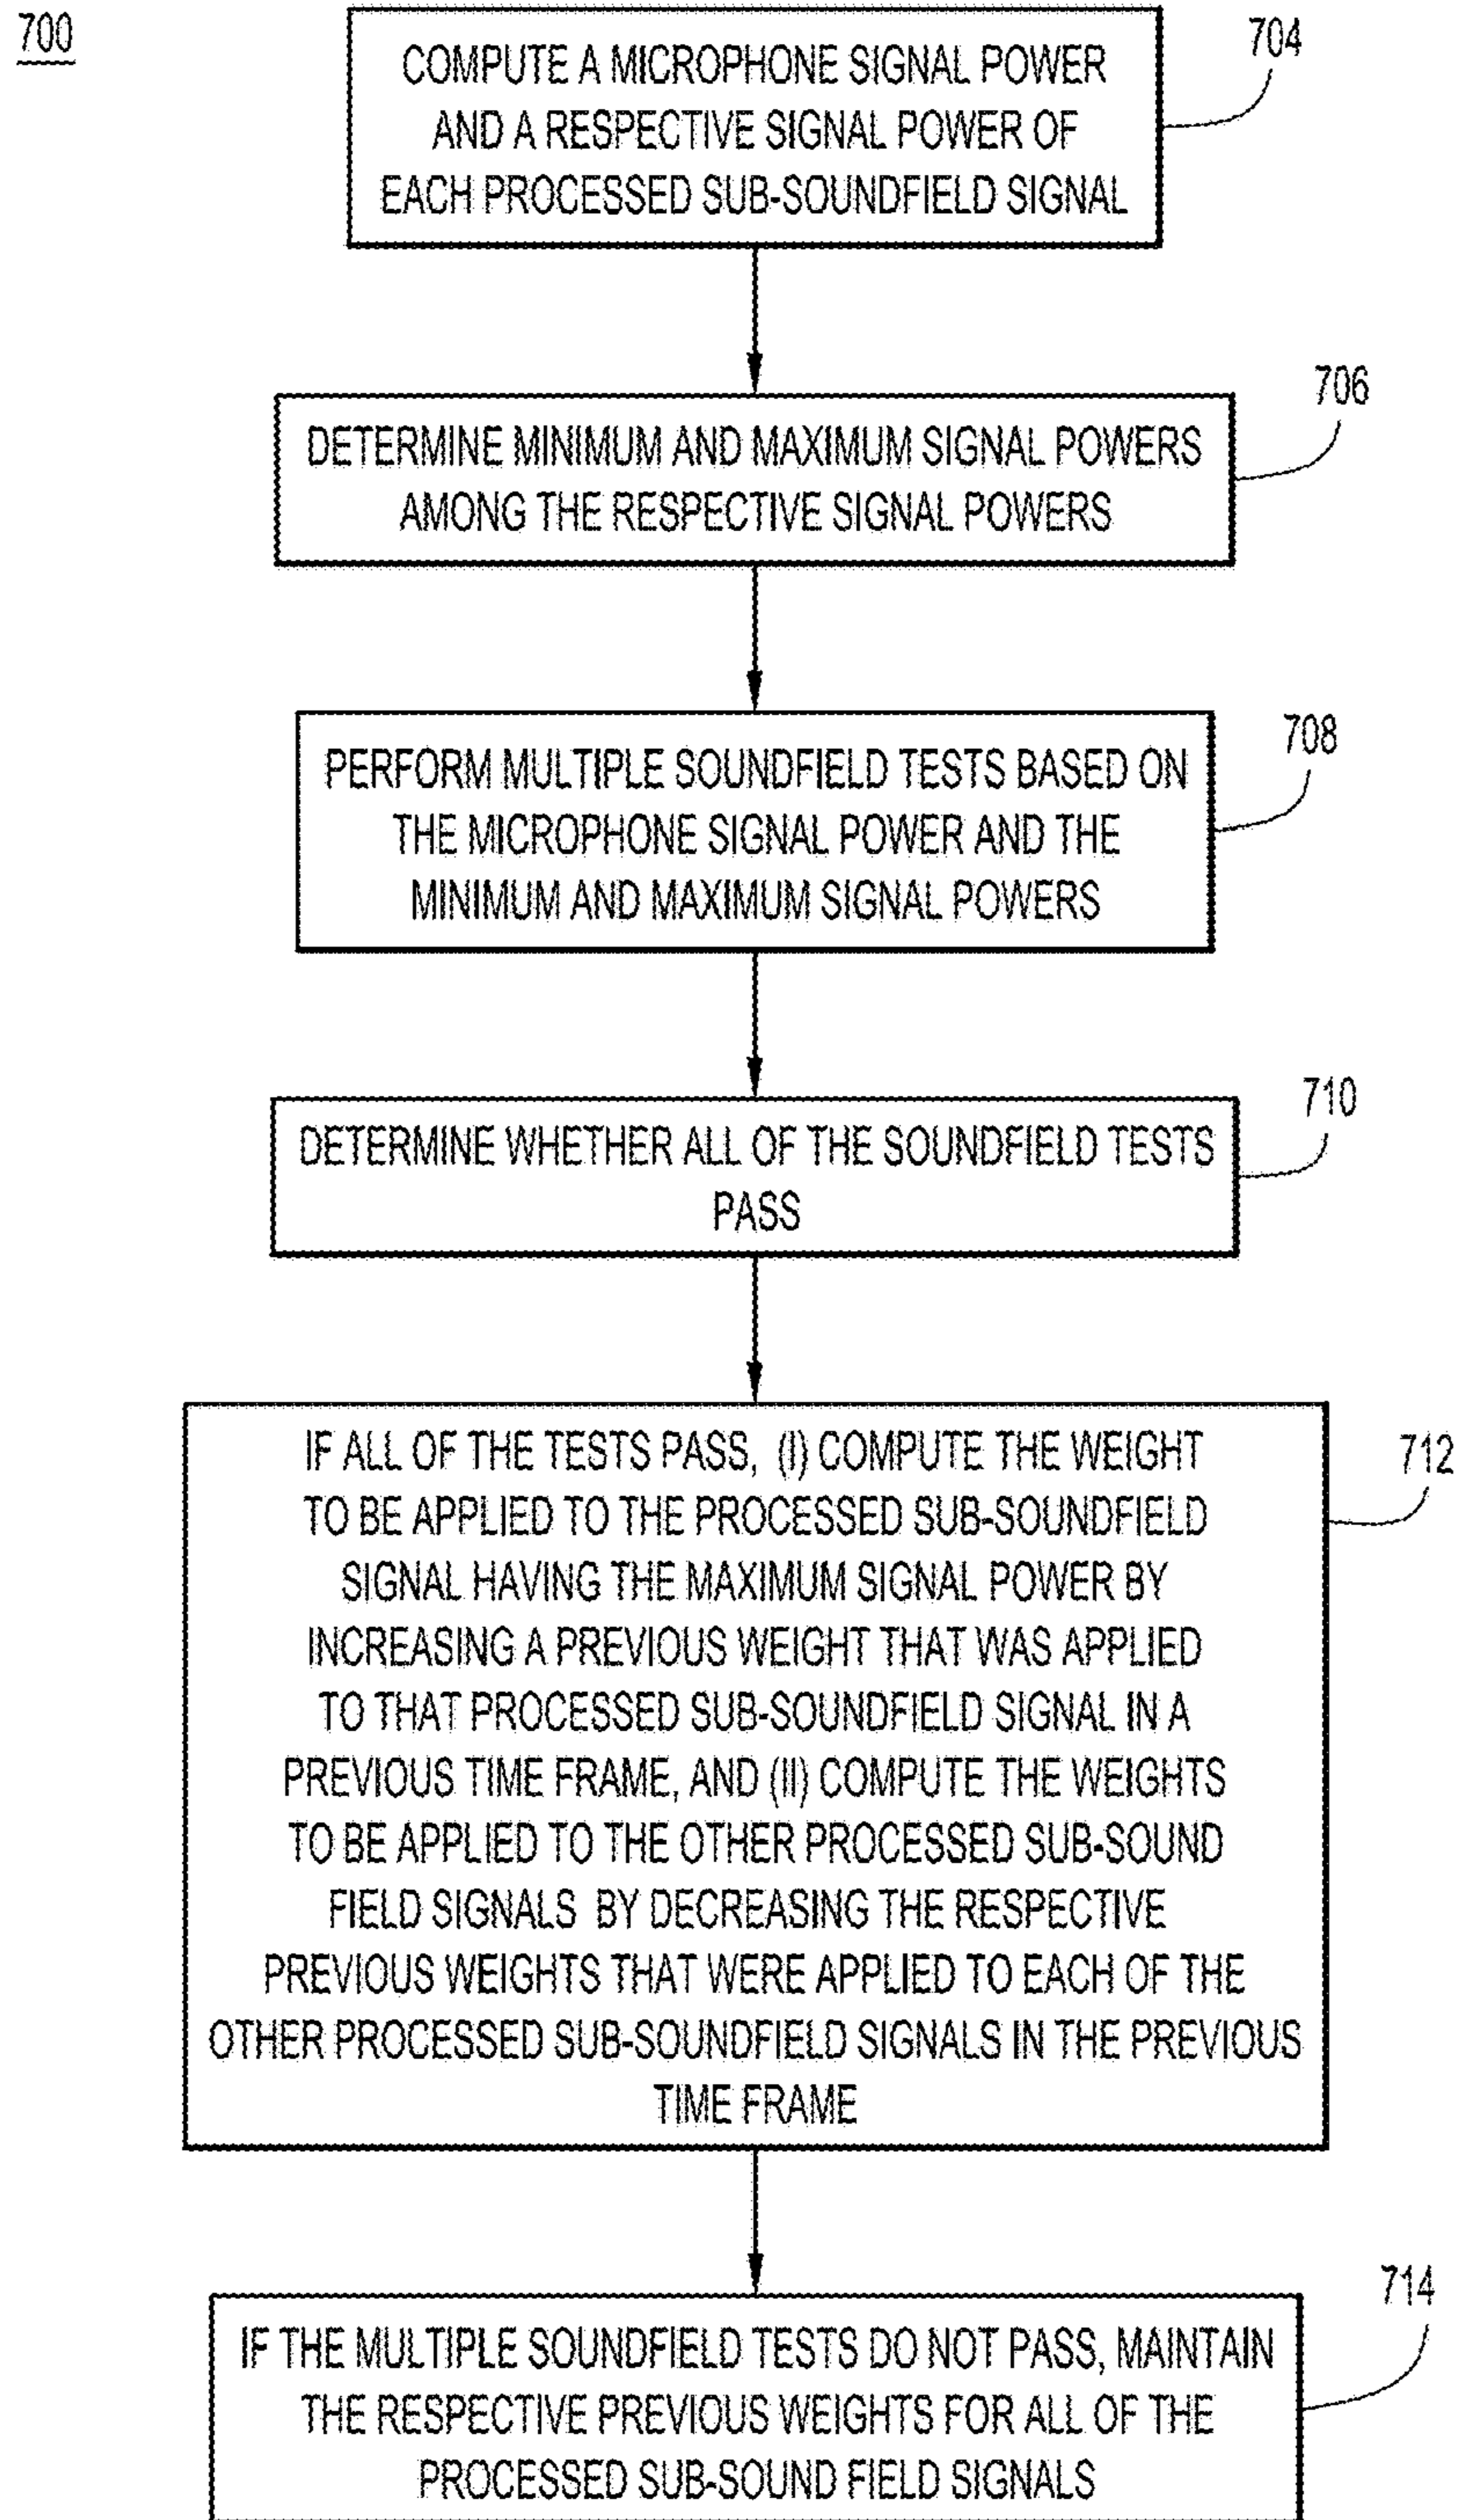 700
COMPUTE A MICROPHONE SIGNAL POWER
AND A RESPECTIVE SIGNAL POWER OF
EACH PROCESSED SUB-SOUNDFIELD SIGNAL
704
DETERMINE MINIMUM AND MAXIMUM SIGNAL POWERS
AMONG THE RESPECTIVE SIGNAL POWERS
706
PERFORM MULTIPLE SOUNDFIELD TESTS BASED ON
THE MICROPHONE SIGNAL POWER AND THE
MINIMUM AND MAXIMUM SIGNAL POWERS
708
DETERMINE WHETHER ALL OF THE SOUNDFIELD TESTS
PASS
710
IF ALL OF THE TESTS PASS, (I) COMPUTE THE WEIGHT
TO BE APPLIED TO THE PROCESSED SUB-SOUNDFIELD
SIGNAL HAVING THE MAXIMUM SIGNAL POWER BY
INCREASING A PREVIOUS WEIGHT THAT WAS APPLIED
TO THAT PROCESSED SUB-SOUNDFIELD SIGNAL IN A
PREVIOUS TIME FRAME, AND (II) COMPUTE THE WEIGHTS
TO BE APPLIED TO THE OTHER PROCESSED SUB-SOUND
FIELD SIGNALS BY DECREASING THE RESPECTIVE
PREVIOUS WEIGHTS THAT WERE APPLIED TO EACH OF THE
OTHER PROCESSED SUB-SOUNDFIELD SIGNALS IN THE PREVIOUS
TIME FRAME
712
IF THE MULTIPLE SOUNDFIELD TESTS DO NOT PASS, MAINTAIN
THE RESPECTIVE PREVIOUS WEIGHTS FOR ALL OF THE
PROCESSED SUB-SOUND FIELD SIGNALS
714